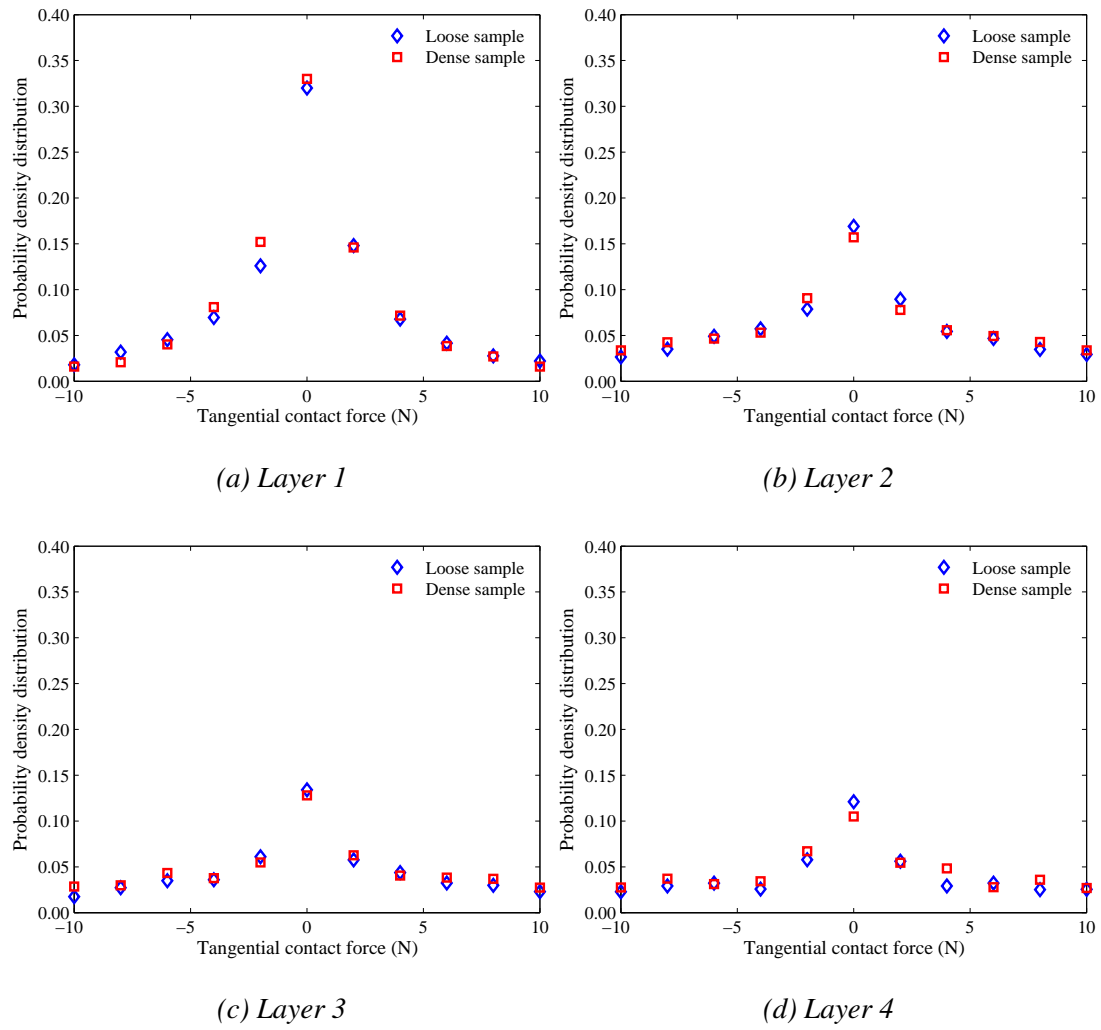 0.40
0.35
0.30
0.25
0.20
0.15
0.10
0.05
0.00
Probability density distribution
Loose sample
Dense sample
−10 −5 0 5 10
Tangential contact force (N)
(a) Layer 1
0.40
0.35
0.30
0.25
0.20
0.15
0.10
0.05
0.00
Probability density distribution
Loose sample
Dense sample
−10 −5 0 5 10
Tangential contact force (N)
(b) Layer 2
0.40
0.35
0.30
0.25
0.20
0.15
0.10
0.05
0.00
Probability density distribution
Loose sample
Dense sample
−10 −5 0 5 10
Tangential contact force (N)
(c) Layer 3
0.40
0.35
0.30
0.25
0.20
0.15
0.10
0.05
0.00
Probability density distribution
Loose sample
Dense sample
−10 −5 0 5 10
Tangential contact force (N)
(d) Layer 4